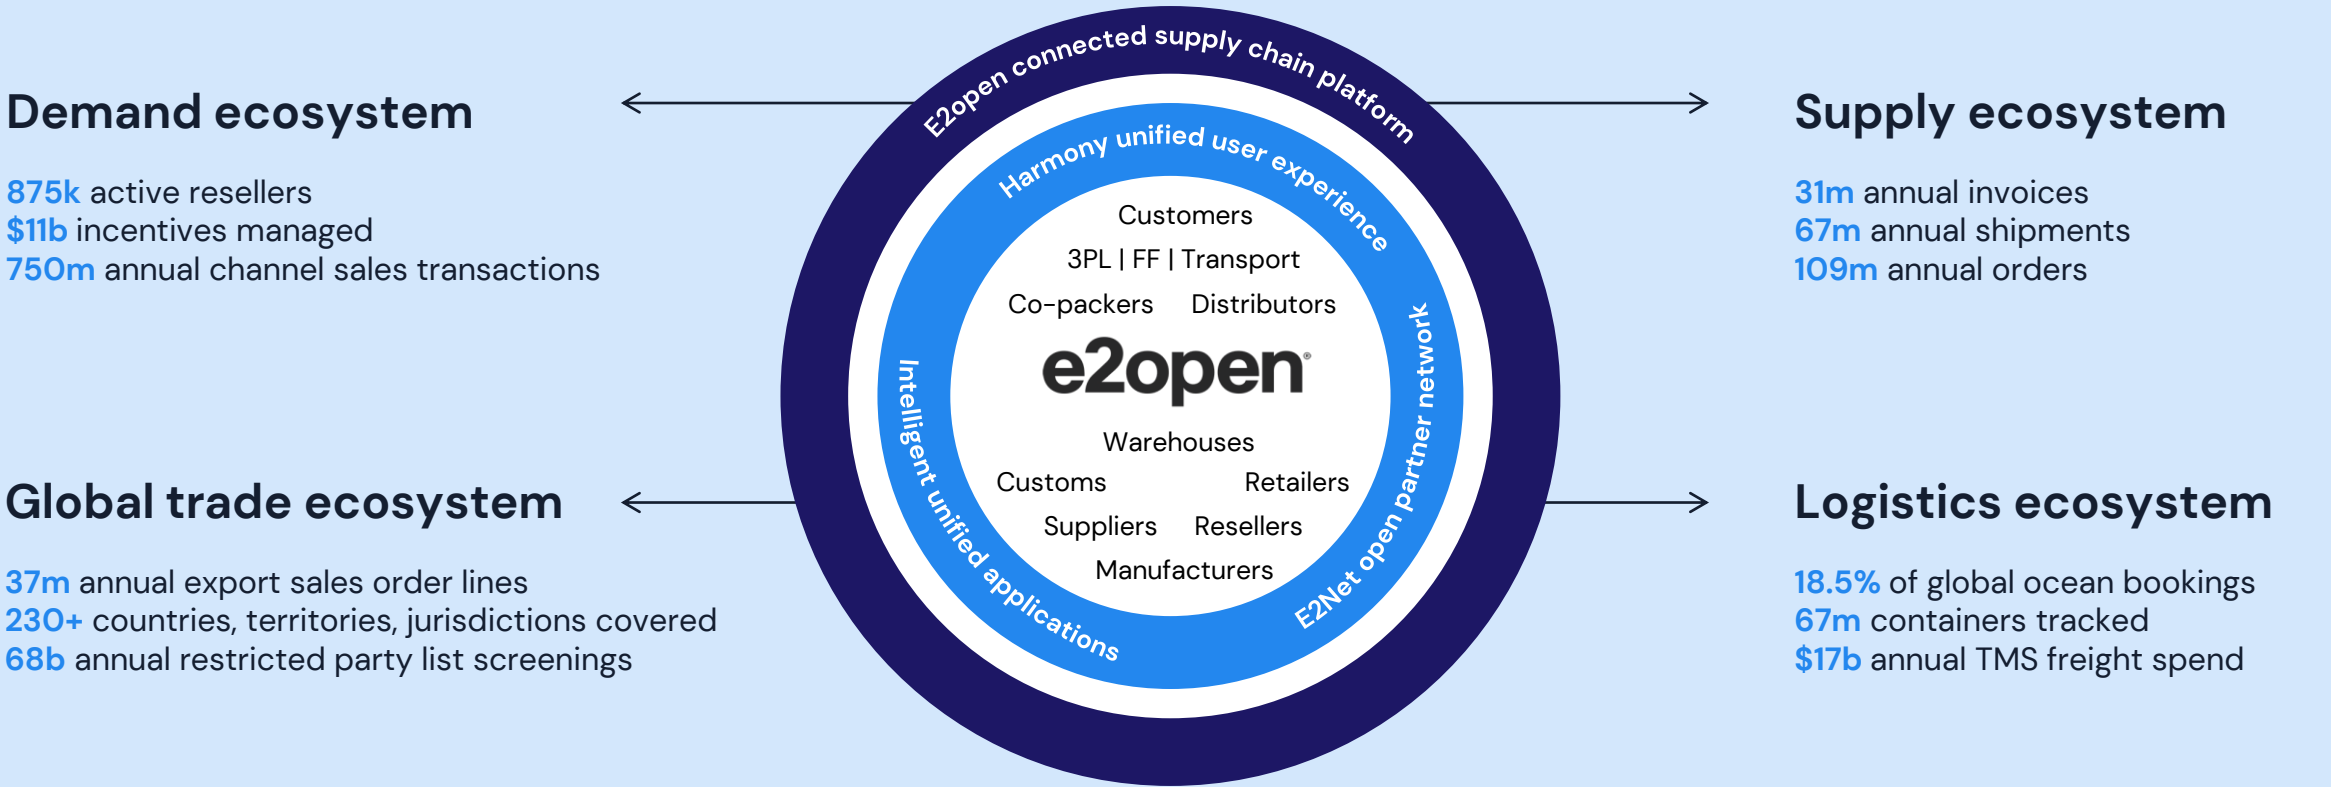 Demand ecosystem
875k active resellers
$11b incentives managed
750m annual channel sales transactions
Global trade ecosystem
37m annual export sales order lines
230+ countries, territories, jurisdictions covered
68b annual restricted party list screenings
E2open connected supply chain platform
Harmony unified user experience
Intelligent unified applications
E2Net open partner network
Customers
3PL | FF | Transport
Co-packers Distributors
e2open®
Warehouses
Customs Retailers
Suppliers Resellers
Manufacturers
Supply ecosystem
31m annual invoices
67m annual shipments
109m annual orders
Logistics ecosystem
18.5% of global ocean bookings
67m containers tracked
$17b annual TMS freight spend